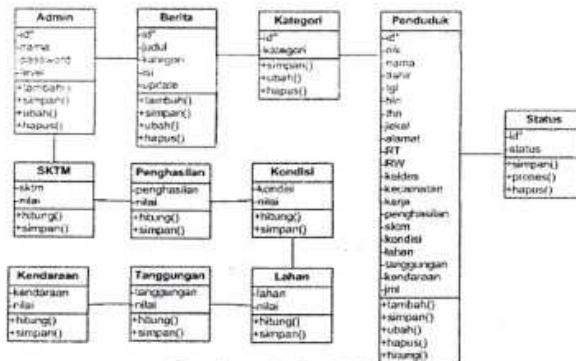 Admin
-id*
-nama
-password
-level
+tambah()
+simpan()
+ubah()
+hapus()
Berita
-id*
-judul
-kategori
-isi
-update
+tambah()
+simpan()
+ubah()
+hapus()
Kategori
-id*
-kategori
+simpan()
+ubah()
+hapus()
Penduduk
-id*
-nik
-nama
-tgl
-bln
-thn
-jekel
-alamat
-RT
-RW
-keldes
-kecamatan
-kerja
-penghasilan
-sktm
-kondisi
-lahan
-tanggungan
-kendaraan
-jml
+tambah()
+simpan()
+ubah()
+hapus()
+hitung()
Status
-id*
-status
+simpan()
+proses()
+hapus()
SKTM
-sktm
-nilai
+hitung()
+simpan()
Penghasilan
-penghasilan
-nilai
+hitung()
+simpan()
Kondisi
-kondisi
-nilai
+hitung()
+simpan()
Kendaraan
-kendaraan
-nilai
+hitung()
+simpan()
Tanggungan
-tanggungan
-nilai
+hitung()
+simpan()
Lahan
-lahan
-nilai
+hitung()
+simpan()